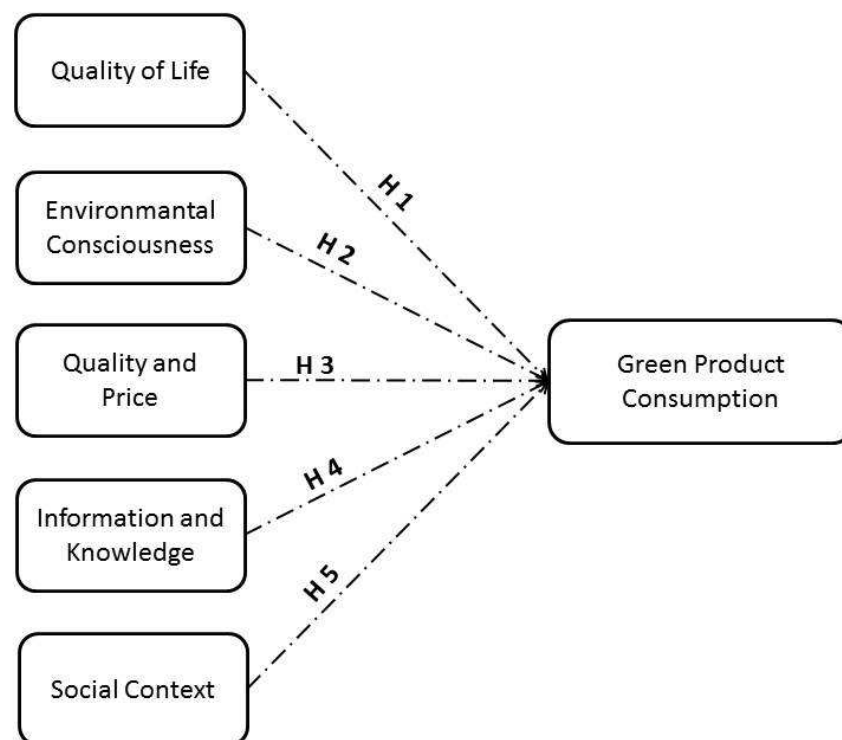 Quality of Life
H 1
Environmantal
Consciousness
H 2
Quality and
Price
H 3
Green Product
Consumption
Information and
Knowledge
H 4
Social Context
H 5